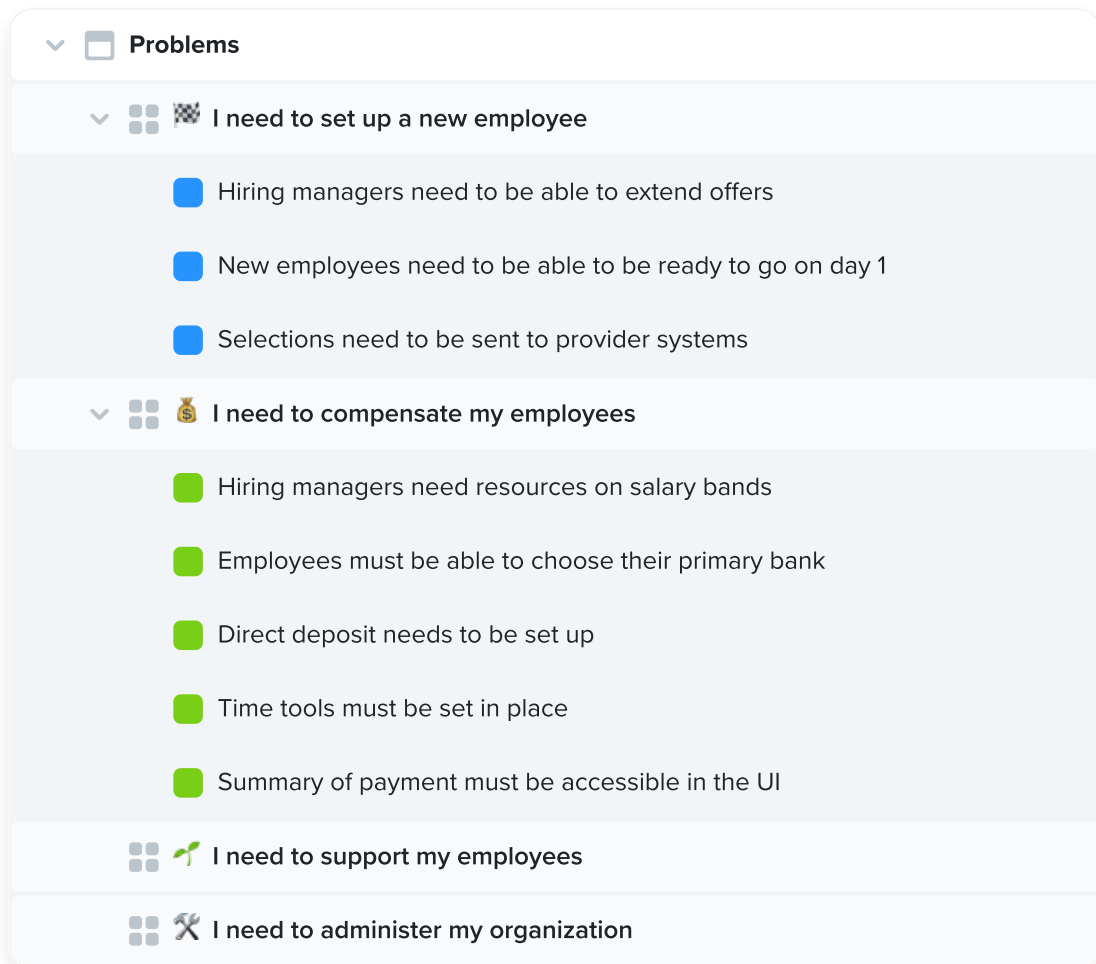 Problems
I need to set up a new employee
Hiring managers need to be able to extend offers
New employees need to be able to be ready to go on day 1
Selections need to be sent to provider systems
I need to compensate my employees
Hiring managers need resources on salary bands
Employees must be able to choose their primary bank
Direct deposit needs to be set up
Time tools must be set in place
Summary of payment must be accessible in the UI
I need to support my employees
I need to administer my organization